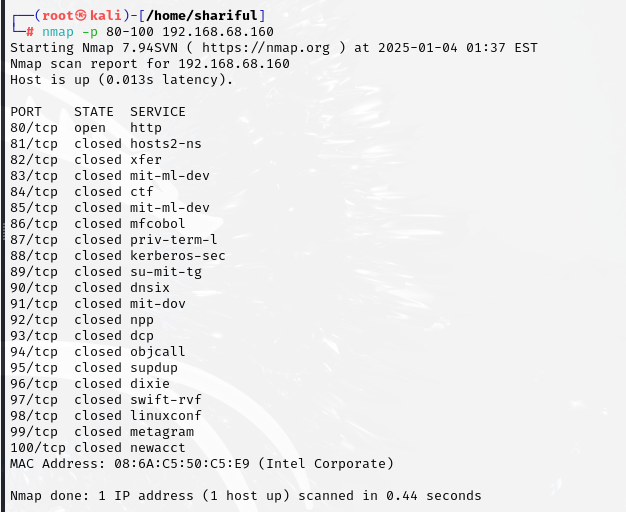 ┌──(root㉿kali)-[/home/shariful]
└─# nmap -p 80-100 192.168.68.160
Starting Nmap 7.94SVN ( https://nmap.org ) at 2025-01-04 01:37 EST
Nmap scan report for 192.168.68.160
Host is up (0.013s latency).

PORT    STATE  SERVICE
80/tcp  open   http
81/tcp  closed hosts2-ns
82/tcp  closed xfer
83/tcp  closed mit-ml-dev
84/tcp  closed ctf
85/tcp  closed mit-ml-dev
86/tcp  closed mfcobol
87/tcp  closed priv-term-l
88/tcp  closed kerberos-sec
89/tcp  closed su-mit-tg
90/tcp  closed dnsix
91/tcp  closed mit-dov
92/tcp  closed npp
93/tcp  closed dcp
94/tcp  closed objcall
95/tcp  closed supdup
96/tcp  closed dixie
97/tcp  closed swift-rvf
98/tcp  closed linuxconf
99/tcp  closed metagram
100/tcp closed newacct
MAC Address: 08:6A:C5:50:C5:E9 (Intel Corporate)

Nmap done: 1 IP address (1 host up) scanned in 0.44 seconds